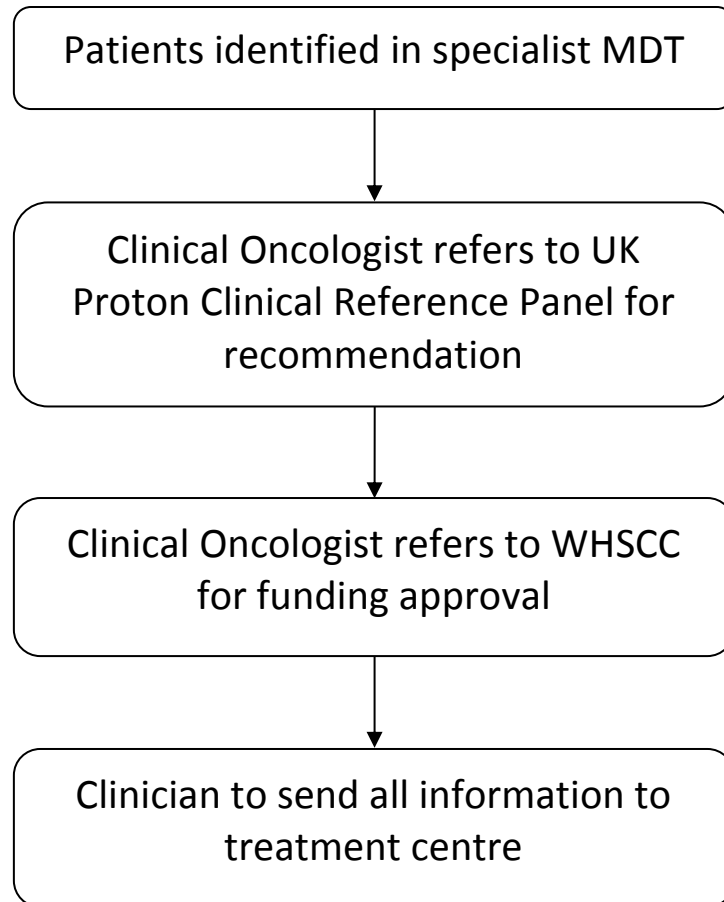 Patients identified in specialist MDT
Clinical Oncologist refers to UK
Proton Clinical Reference Panel for
recommendation
Clinical Oncologist refers to WHSCC
for funding approval
Clinician to send all information to
treatment centre